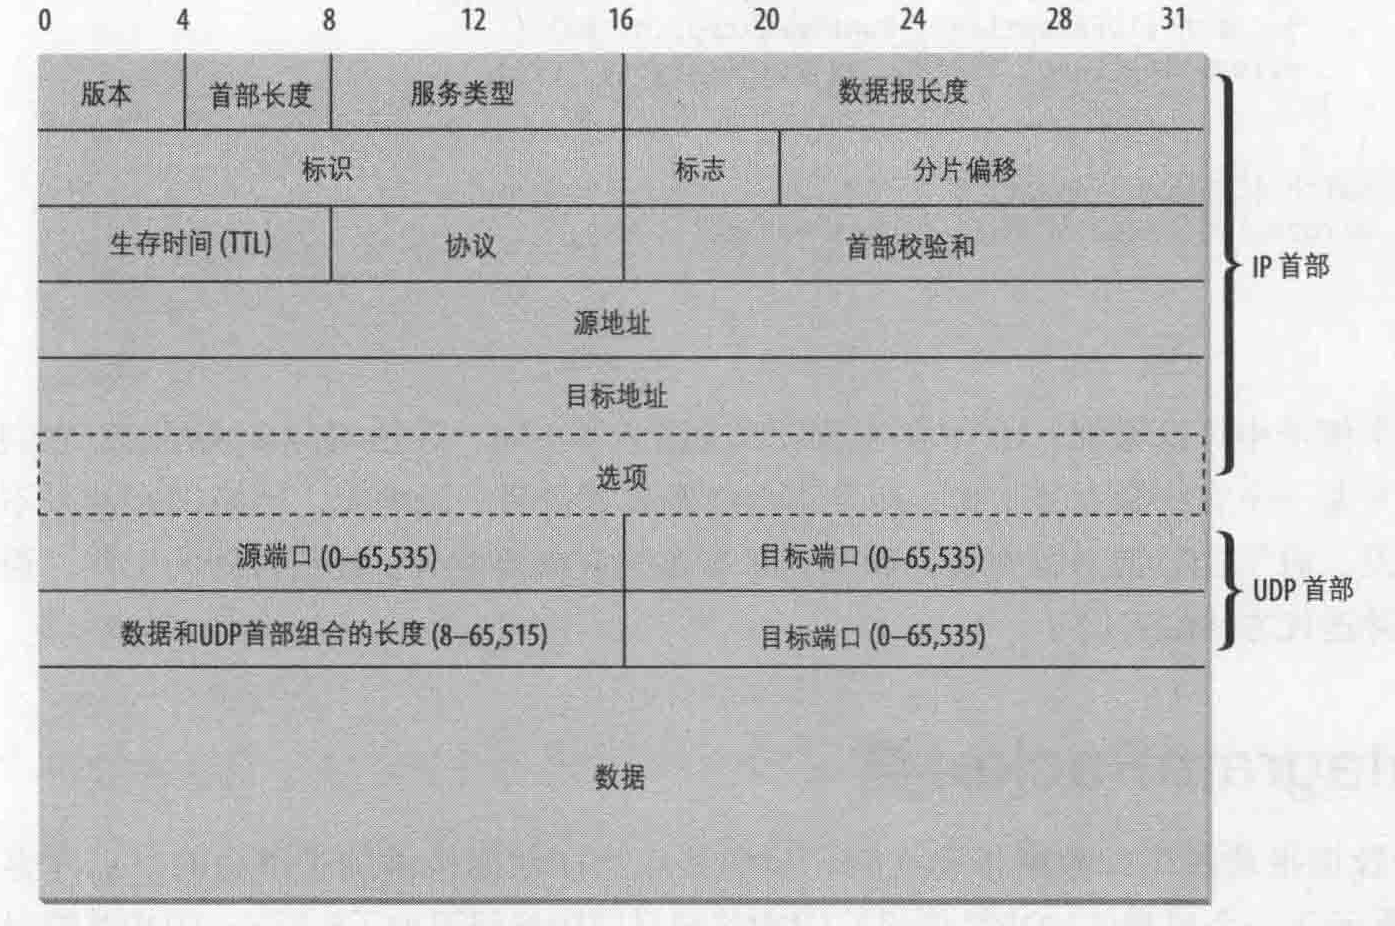 0 4 8 12 16 20 24 28 31
版本 首部长度 服务类型 数据报长度
标识 标志 分片偏移
生存时间 (TTL) 协议 首部校验和
IP 首部
源地址
目标地址
选项
源端口 (0–65,535) 目标端口 (0–65,535)
UDP 首部
数据和UDP首部组合的长度 (8–65,515) 目标端口 (0–65,535)
数据